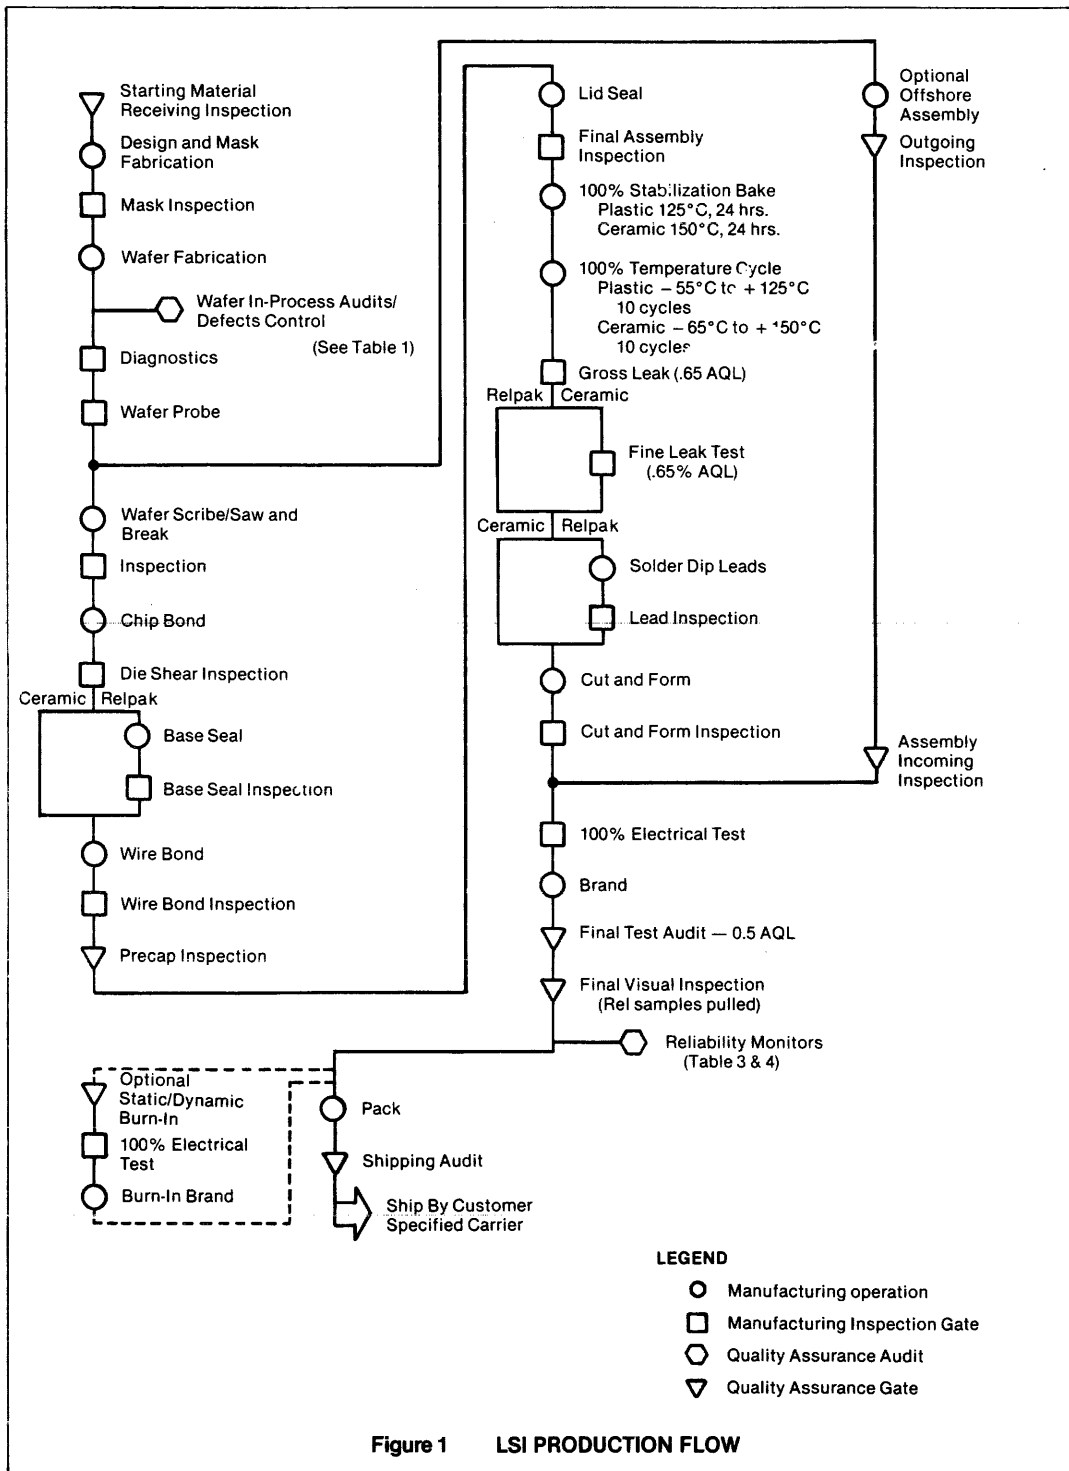 Starting Material
Receiving Inspection
Design and Mask
Fabrication
Mask Inspection
Wafer Fabrication
Wafer In-Process Audits/
Defects Control
(See Table 1)
Diagnostics
Wafer Probe
Wafer Scribe/Saw and
Break
Inspection
Chip Bond
Die Shear Inspection
Ceramic Relpak
Base Seal
Base Seal Inspection
Wire Bond
Wire Bond Inspection
Precap Inspection
Lid Seal
Final Assembly
Inspection
100% Stabilization Bake
Plastic 125°C, 24 hrs.
Ceramic 150°C, 24 hrs.
100% Temperature Cycle
Plastic – 55°C to + 125°C
10 cycles
Ceramic – 65°C to + 150°C
10 cycles
Gross Leak (.65 AQL)
Relpak Ceramic
Fine Leak Test
(.65% AQL)
Ceramic Relpak
Solder Dip Leads
Lead Inspection
Cut and Form
Cut and Form Inspection
Optional
Offshore
Assembly
Outgoing
Inspection
Assembly
Incoming
Inspection
100% Electrical Test
Brand
Final Test Audit — 0.5 AQL
Final Visual Inspection
(Rel samples pulled)
Reliability Monitors
(Table 3 & 4)
Optional
Static/Dynamic
Burn-In
100% Electrical
Test
Burn-In Brand
Pack
Shipping Audit
Ship By Customer
Specified Carrier
LEGEND
Manufacturing operation
Manufacturing Inspection Gate
Quality Assurance Audit
Quality Assurance Gate
Figure 1 LSI PRODUCTION FLOW